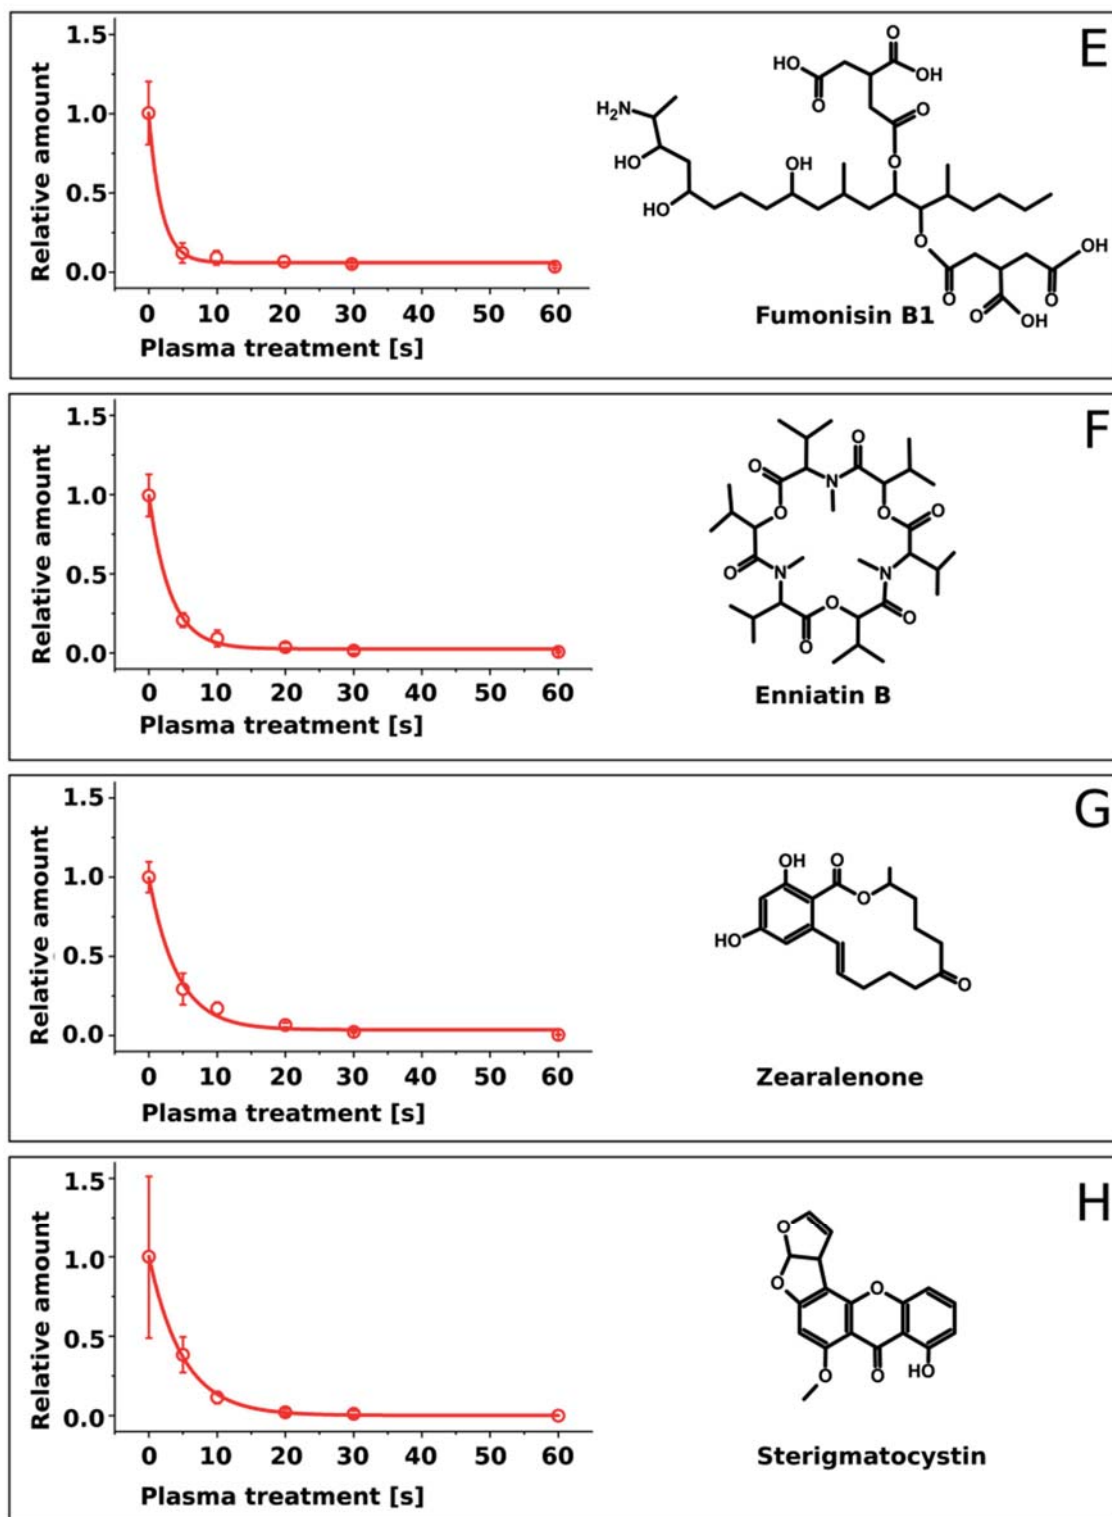 E
1.5
1.0
0.5
0.0
Relative amount
0 10 20 30 40 50 60
Plasma treatment [s]
HO
O
O
OH
H₂N
O
O
HO
OH
O
HO
O
O
O
O
OH
O
OH
Fumonisin B1
F
1.5
1.0
0.5
0.0
Relative amount
0 10 20 30 40 50 60
Plasma treatment [s]
O
O
N
O
O
O
O
N
N
O
O
O
Enniatin B
G
1.5
1.0
0.5
0.0
Relative amount
0 10 20 30 40 50 60
Plasma treatment [s]
OH
O
O
HO
O
Zearalenone
H
1.5
1.0
0.5
0.0
Relative amount
0 10 20 30 40 50 60
Plasma treatment [s]
O
O
O
O
O
HO
Sterigmatocystin